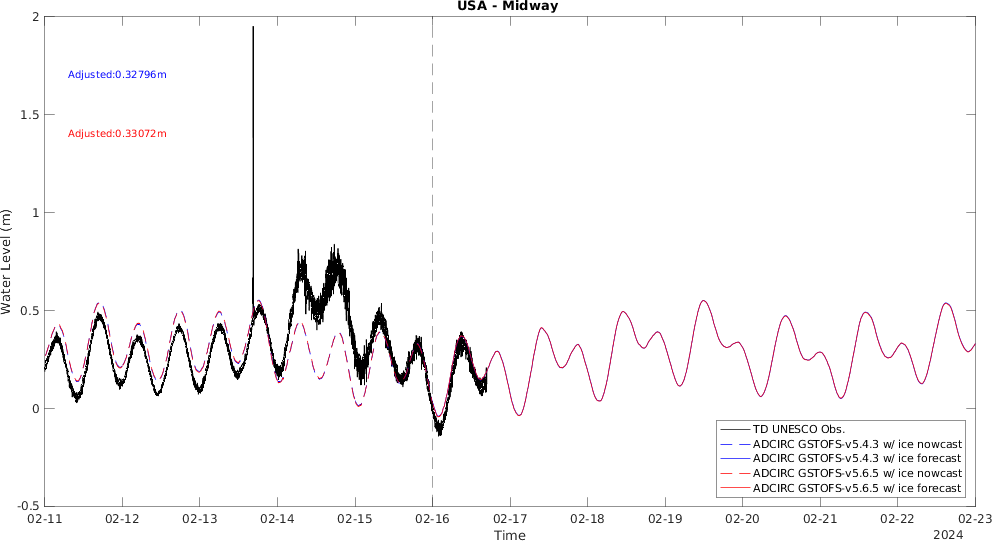 USA - Midway
2
1.5
1
0.5
0
-0.5
Water Level (m)
Adjusted:0.32796m
Adjusted:0.33072m
TD UNESCO Obs.
ADCIRC GSTOFS-v5.4.3 w/ ice nowcast
ADCIRC GSTOFS-v5.4.3 w/ ice forecast
ADCIRC GSTOFS-v5.6.5 w/ ice nowcast
ADCIRC GSTOFS-v5.6.5 w/ ice forecast
02-11 02-12 02-13 02-14 02-15 02-16 02-17 02-18 02-19 02-20 02-21 02-22 02-23
Time
2024